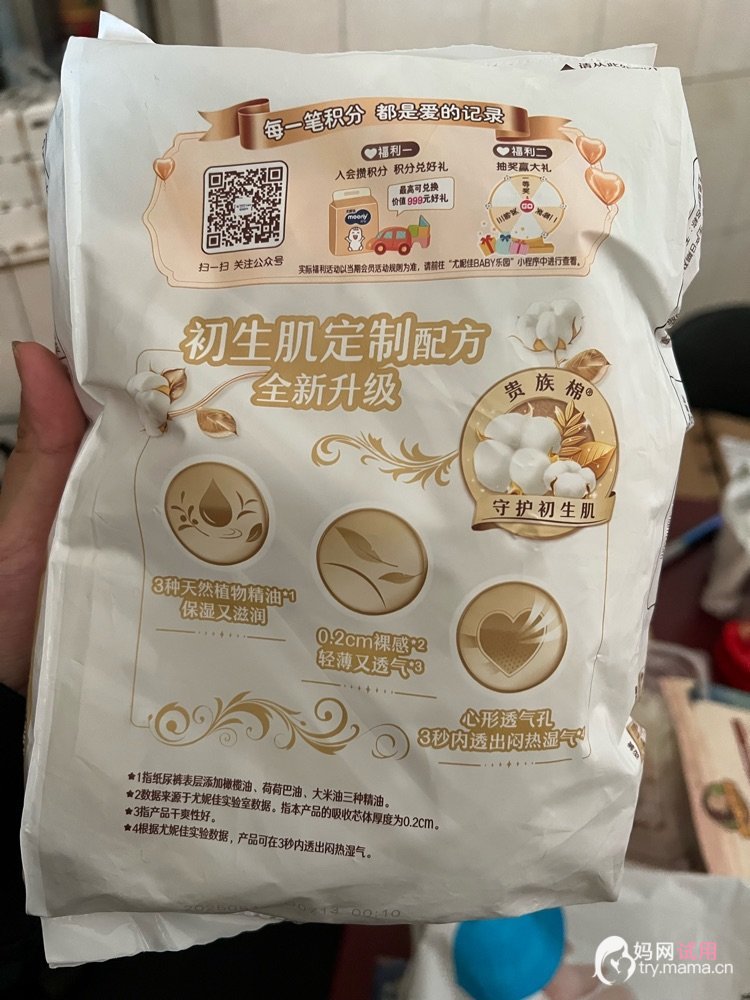 每一笔积分 都是爱的记录
扫一扫 关注公众号
福利一
入会攒积分 积分兑好礼
最高可兑换
价值999元好礼
moony
福利二
抽奖赢大礼
GO
实际福利活动以当期会员活动规则为准,请前往“尤妮佳BABY乐园”小程序中进行查看。
初生肌定制配方
全新升级
贵族棉®
守护初生肌
3种天然植物精油*1
保湿又滋润
0.2cm裸感*2
轻薄又透气*3
心形透气孔
3秒内透出闷热湿气*4
★1指纸尿裤表层添加橄榄油、荷荷巴油、大米油三种精油。
★2数据来源于尤妮佳实验室数据。指本产品的吸收芯体厚度为0.2cm。
★3指产品干爽性好。
★4根据尤妮佳实验数据,产品可在3秒内透出闷热湿气。
00:10
妈网试用
try.mama.cn